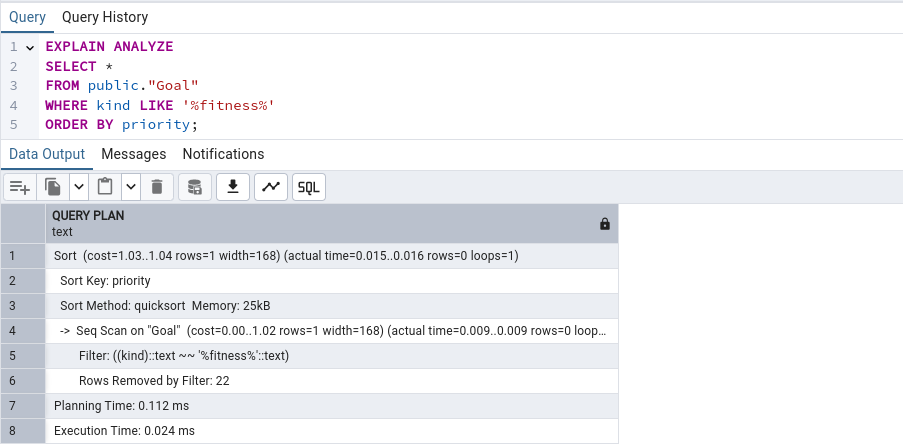 Query Query History
1 EXPLAIN ANALYZE
2 SELECT *
3 FROM public."Goal"
4 WHERE kind LIKE '%fitness%'
5 ORDER BY priority;
Data Output Messages Notifications
SQL
QUERY PLAN
text
1 Sort (cost=1.03..1.04 rows=1 width=168) (actual time=0.015..0.016 rows=0 loops=1)
2 Sort Key: priority
3 Sort Method: quicksort Memory: 25kB
4 -> Seq Scan on "Goal" (cost=0.00..1.02 rows=1 width=168) (actual time=0.009..0.009 rows=0 loop...
5 Filter: ((kind)::text ~~ '%fitness%'::text)
6 Rows Removed by Filter: 22
7 Planning Time: 0.112 ms
8 Execution Time: 0.024 ms